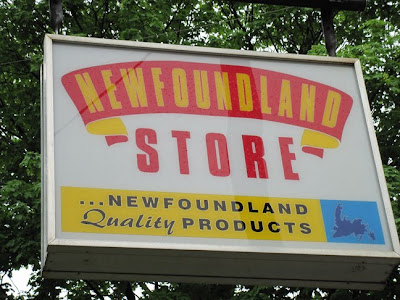 NEWFOUNDLAND
STORE
...NEWFOUNDLAND
Quality PRODUCTS